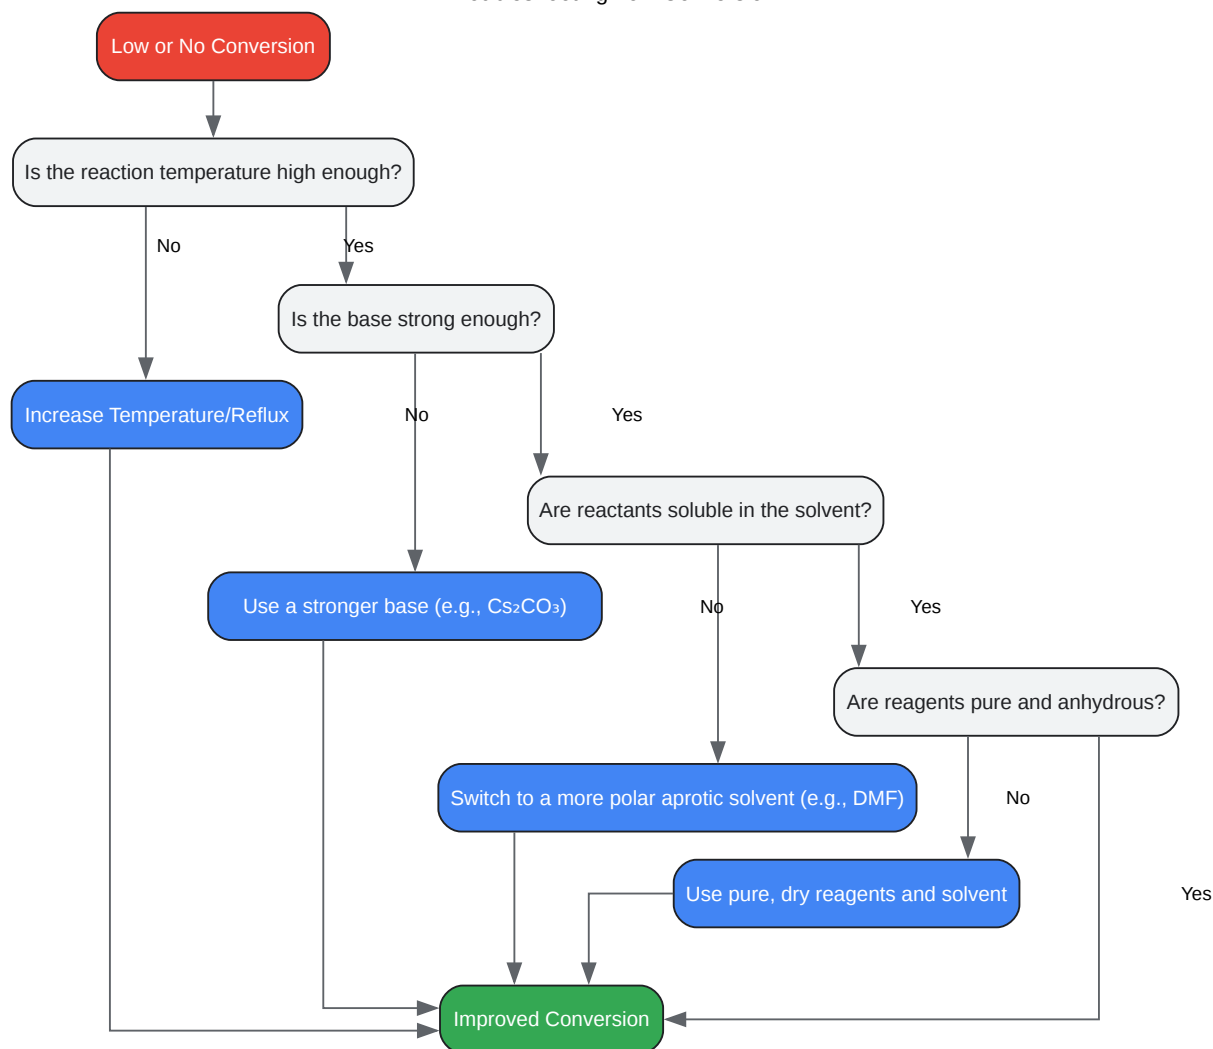 Low or No Conversion
Is the reaction temperature high enough?
No
Yes
Is the base strong enough?
Increase Temperature/Reflux
No
Yes
Are reactants soluble in the solvent?
Use a stronger base (e.g., Cs₂CO₃)
No
Yes
Are reagents pure and anhydrous?
Switch to a more polar aprotic solvent (e.g., DMF)
No
Use pure, dry reagents and solvent
Yes
Improved Conversion